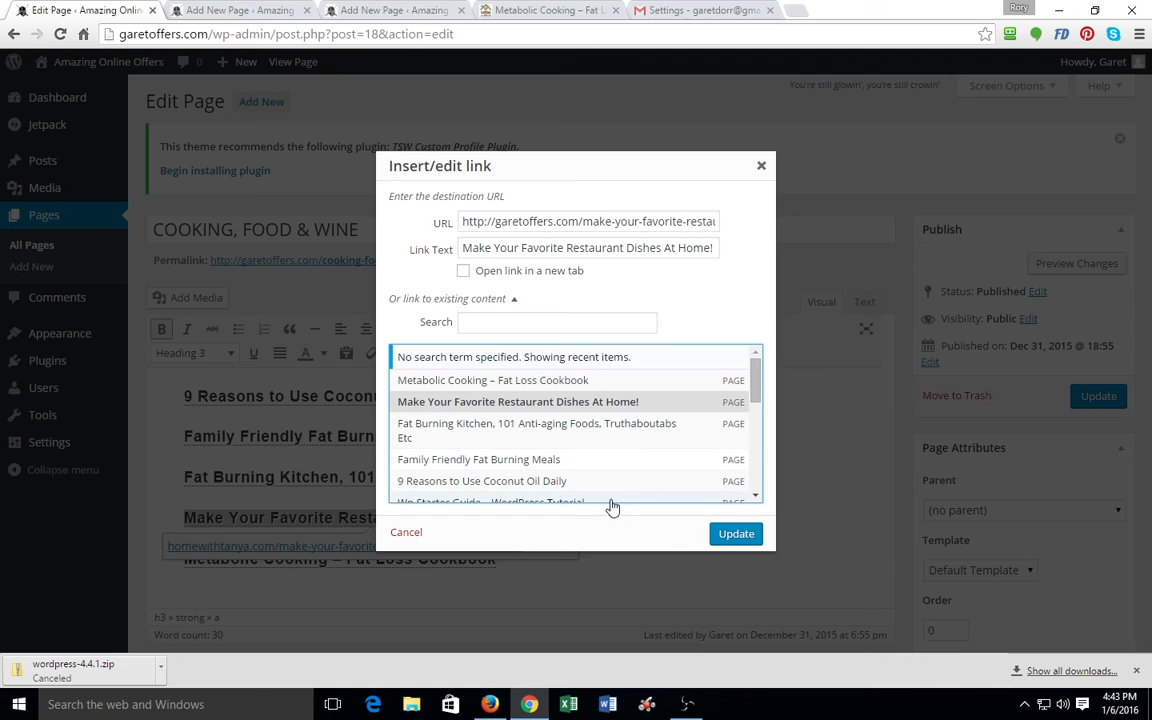 Edit Page ‹ Amazing Onlin
Add New Page ‹ Amazing
Add New Page ‹ Amazing
Metabolic Cooking – Fat L
Settings - garetdorr@gma
Rory
garetoffers.com/wp-admin/post.php?post=18&action=edit
Amazing Online Offers
0
New
View Page
Howdy, Garet
Dashboard
Jetpack
Posts
Media
Pages
All Pages
Add New
Comments
Appearance
Plugins
Users
Tools
Settings
Collapse menu
You're still glowin', you're still crowin'
Screen Options
Help
Edit Page
Add New
This theme recommends the following plugin: TSW Custom Profile Plugin.
Begin installing plugin
COOKING, FOOD & WINE
Permalink: http://garetoffers.com/cooking-fo
Add Media
Visual
Text
Heading 3
9 Reasons to Use Cocon
Family Friendly Fat Burn
Fat Burning Kitchen, 101
Make Your Favorite Rest
homewithtanya.com/make-your-favorite
Metabolic Cooking – Fat Loss Cookbook
h3 » strong » a
Word count: 30
Last edited by Garet on December 31, 2015 at 6:55 pm
Insert/edit link
Enter the destination URL
URL
http://garetoffers.com/make-your-favorite-restau
Link Text
Make Your Favorite Restaurant Dishes At Home!
Open link in a new tab
Or link to existing content
Search
No search term specified. Showing recent items.
Metabolic Cooking – Fat Loss Cookbook PAGE
Make Your Favorite Restaurant Dishes At Home! PAGE
Fat Burning Kitchen, 101 Anti-aging Foods, Truthaboutabs PAGE
Etc
Family Friendly Fat Burning Meals PAGE
9 Reasons to Use Coconut Oil Daily PAGE
Wp Starter Guide – WordPress Tutorial PAGE
Cancel
Update
Publish
Preview Changes
Status: Published Edit
Visibility: Public Edit
Published on: Dec 31, 2015 @ 18:55
Edit
Move to Trash
Update
Page Attributes
Parent
(no parent)
Template
Default Template
Order
0
wordpress-4.4.1.zip
Canceled
Show all downloads...
Search the web and Windows
4:43 PM
1/6/2016